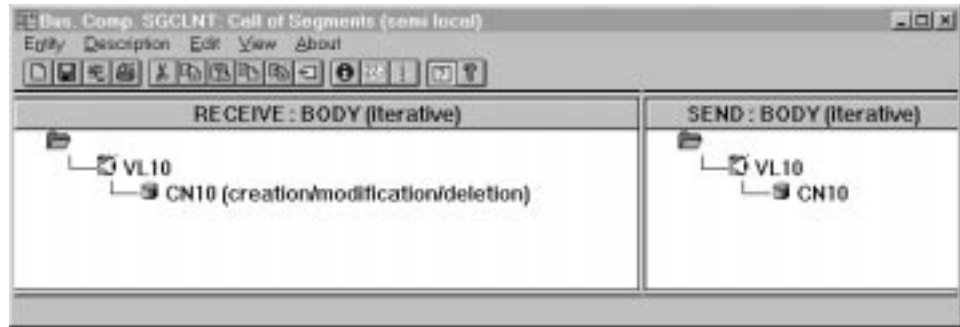 Bus. Comp. SGCLNT: Call of Segments (semi local)
Entity Description Edit View About
RECEIVE : BODY (iterative)
SEND : BODY (iterative)
VL10
CN10 (creation/modification/deletion)
VL10
CN10